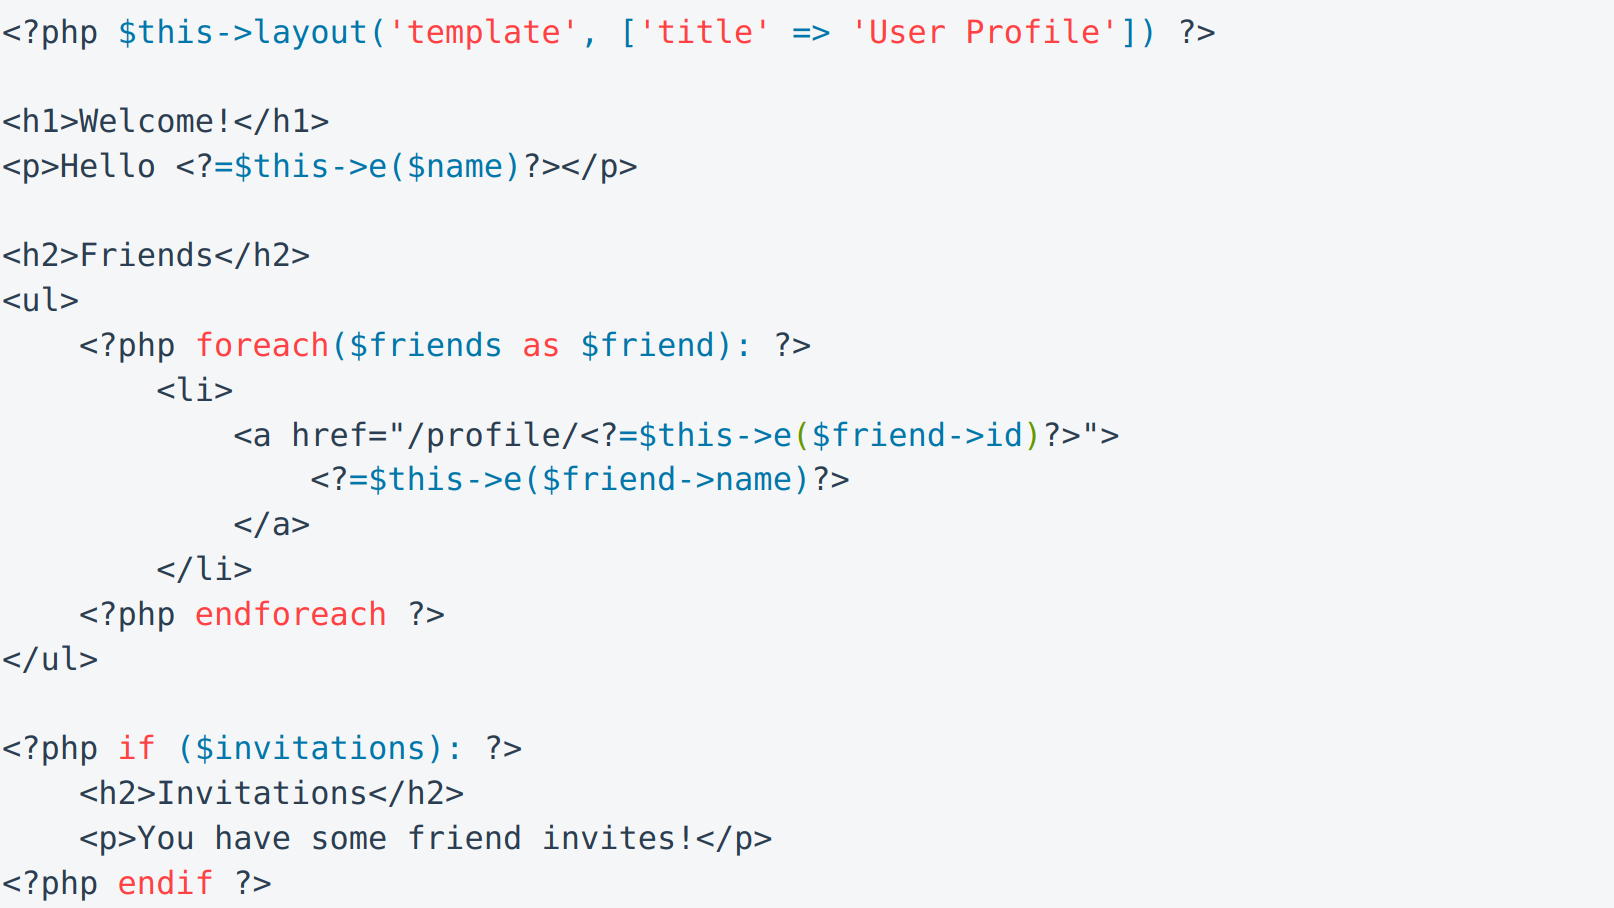 <?php $this->layout('template', ['title' => 'User Profile']) ?>

<h1>Welcome!</h1>
<p>Hello <?=$this->e($name)?></p>

<h2>Friends</h2>
<ul>
    <?php foreach($friends as $friend): ?>
        <li>
            <a href="/profile/<?=$this->e($friend->id)?>">
                <?=$this->e($friend->name)?>
            </a>
        </li>
    <?php endforeach ?>
</ul>

<?php if ($invitations): ?>
    <h2>Invitations</h2>
    <p>You have some friend invites!</p>
<?php endif ?>